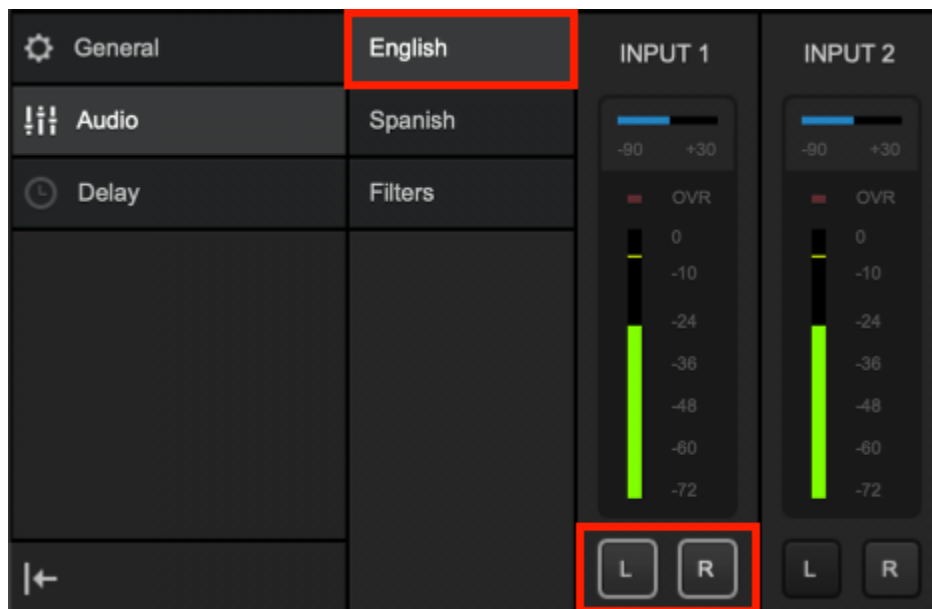 General
Audio
Delay
English
Spanish
Filters
INPUT 1
-90 +30
OVR
0
-10
-24
-36
-48
-60
-72
L R
INPUT 2
-90 +30
OVR
0
-10
-24
-36
-48
-60
-72
L R